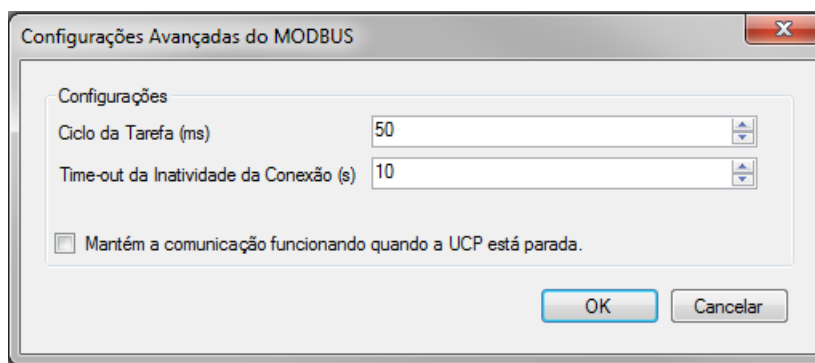 Configurações Avançadas do MODBUS
Configurações
Ciclo da Tarefa (ms) 50
Time-out da Inatividade da Conexão (s) 10
Mantém a comunicação funcionando quando a UCP está parada.
OK Cancelar